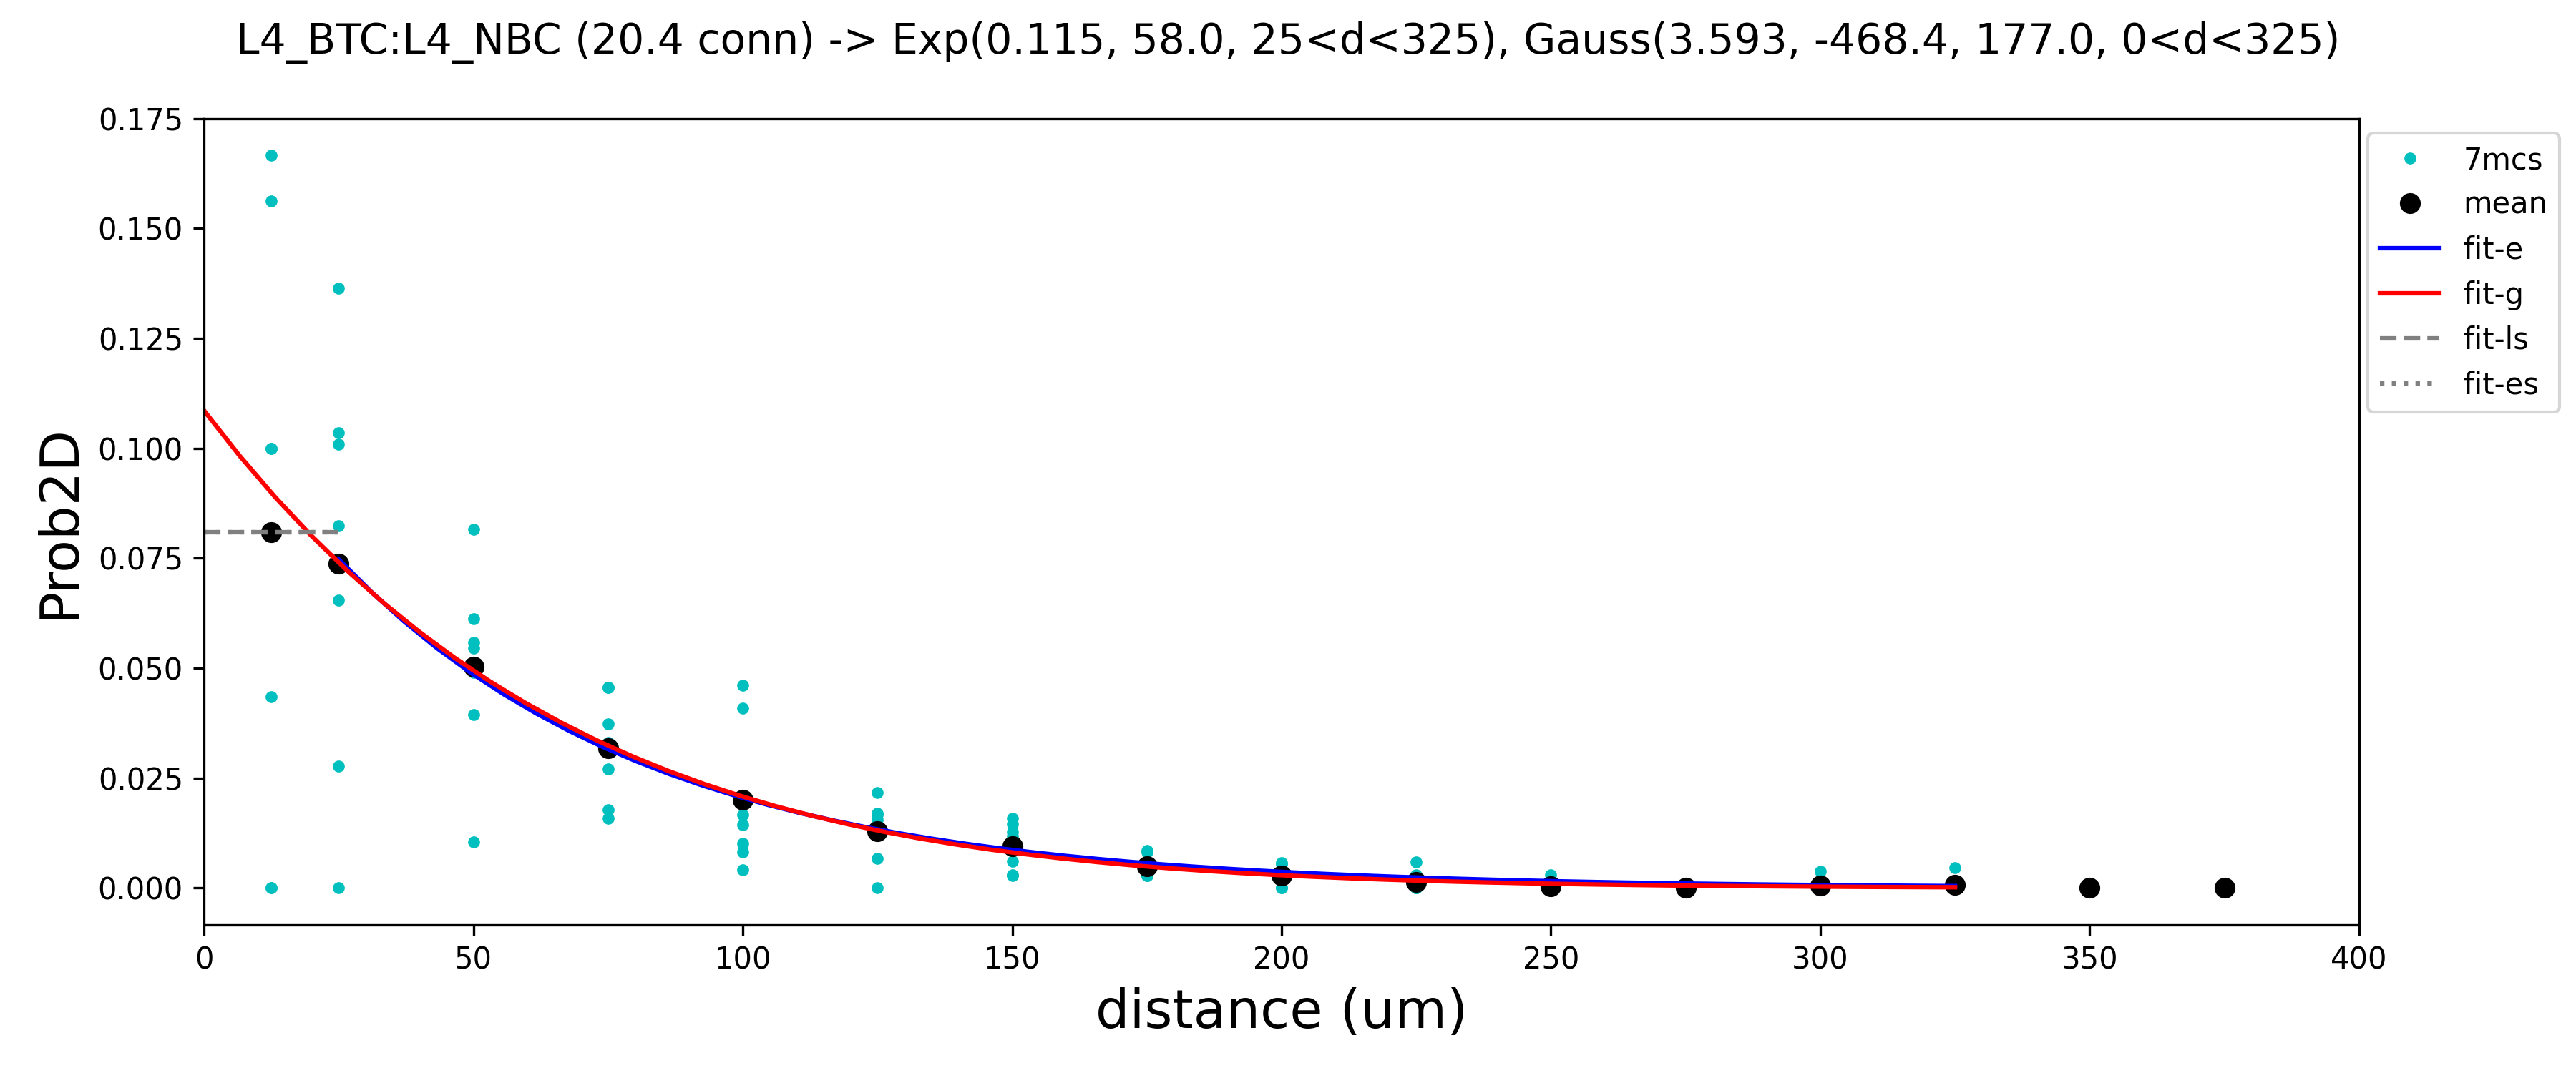 L4_BTC:L4_NBC (20.4 conn) -> Exp(0.115, 58.0, 25<d<325), Gauss(3.593, -468.4, 177.0, 0<d<325)
0.175
0.150
0.125
0.100
0.075
0.050
0.025
0.000
Prob2D
0 50 100 150 200 250 300 350 400
distance (um)
7mcs
mean
fit-e
fit-g
fit-ls
fit-es